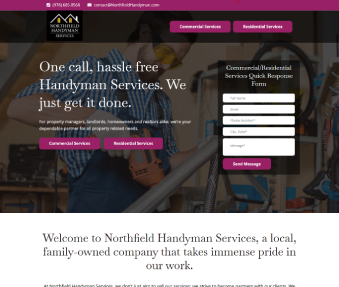 (978) 605-8568 contact@NorthfieldHandyman.com
NORTHFIELD
HANDYMAN
SERVICES
Commercial Services Residential Services
One call, hassle free
Handyman Services. We
just get it done.
For property managers, landlords, homeowners and realtors alike, we're your
dependable partner for all property related needs.
Commercial Services Residential Services
Commercial/Residential
Services Quick Response
Form
Full Name
Email
Phone Number*
City, State*
Message*
Send Message
Welcome to Northfield Handyman Services, a local,
family-owned company that takes immense pride in
our work.
At Northfield Handyman Services, we don't just aim to sell our services; we strive to become partners with our clients. We